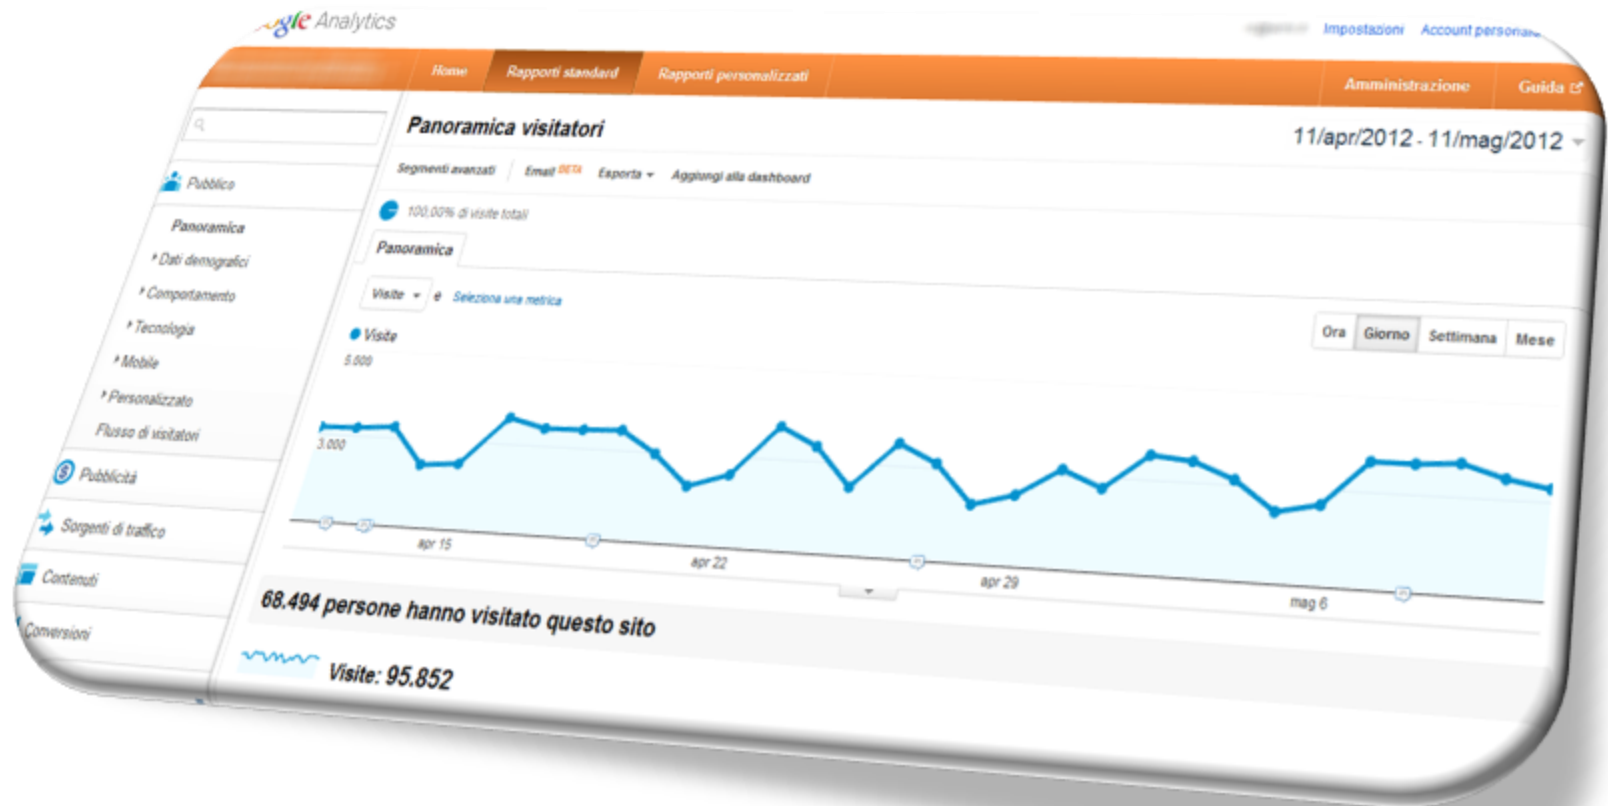 Google Analytics
Impostazioni Account personale
Home Rapporti standard Rapporti personalizzati Amministrazione Guida
Panoramica visitatori
11/apr/2012 - 11/mag/2012
Segmenti avanzati Email BETA Esporta Aggiungi alla dashboard
100,00% di visite totali
Panoramica
Visite e Seleziona una metrica
Ora Giorno Settimana Mese
Visite
5.000
3.000
apr 15 apr 22 apr 29 mag 6
68.494 persone hanno visitato questo sito
Visite: 95.852
Pubblico
Panoramica
Dati demografici
Comportamento
Tecnologia
Mobile
Personalizzato
Flusso di visitatori
Pubblicità
Sorgenti di traffico
Contenuti
Conversioni